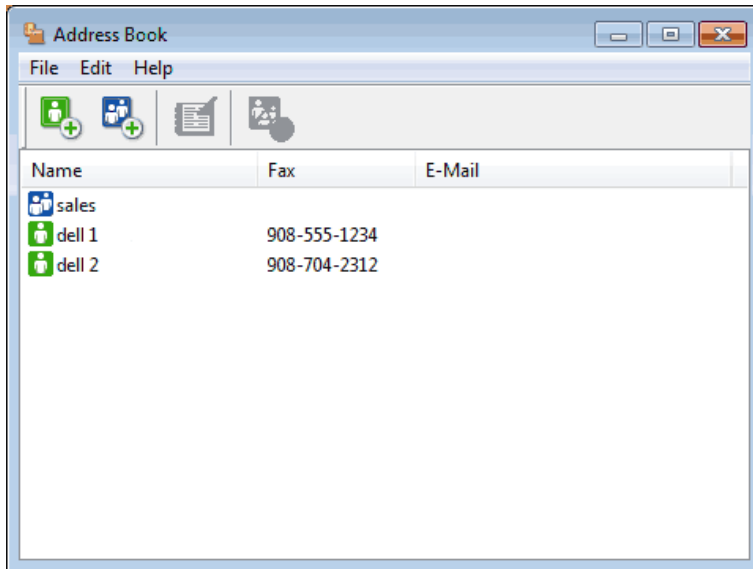 Address Book
File Edit Help
Name Fax E-Mail
sales
dell 1 908-555-1234
dell 2 908-704-2312